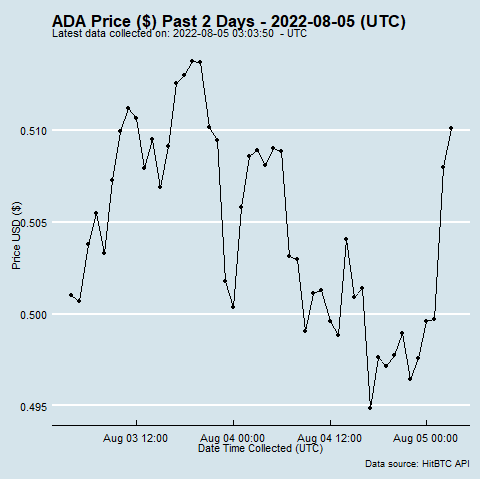 ADA Price ($) Past 2 Days - 2022-08-05 (UTC)
Latest data collected on: 2022-08-05 03:03:50 - UTC
0.510
0.505
0.500
0.495
Price USD ($)
Aug 03 12:00 Aug 04 00:00 Aug 04 12:00 Aug 05 00:00
Date Time Collected (UTC)
Data source: HitBTC API